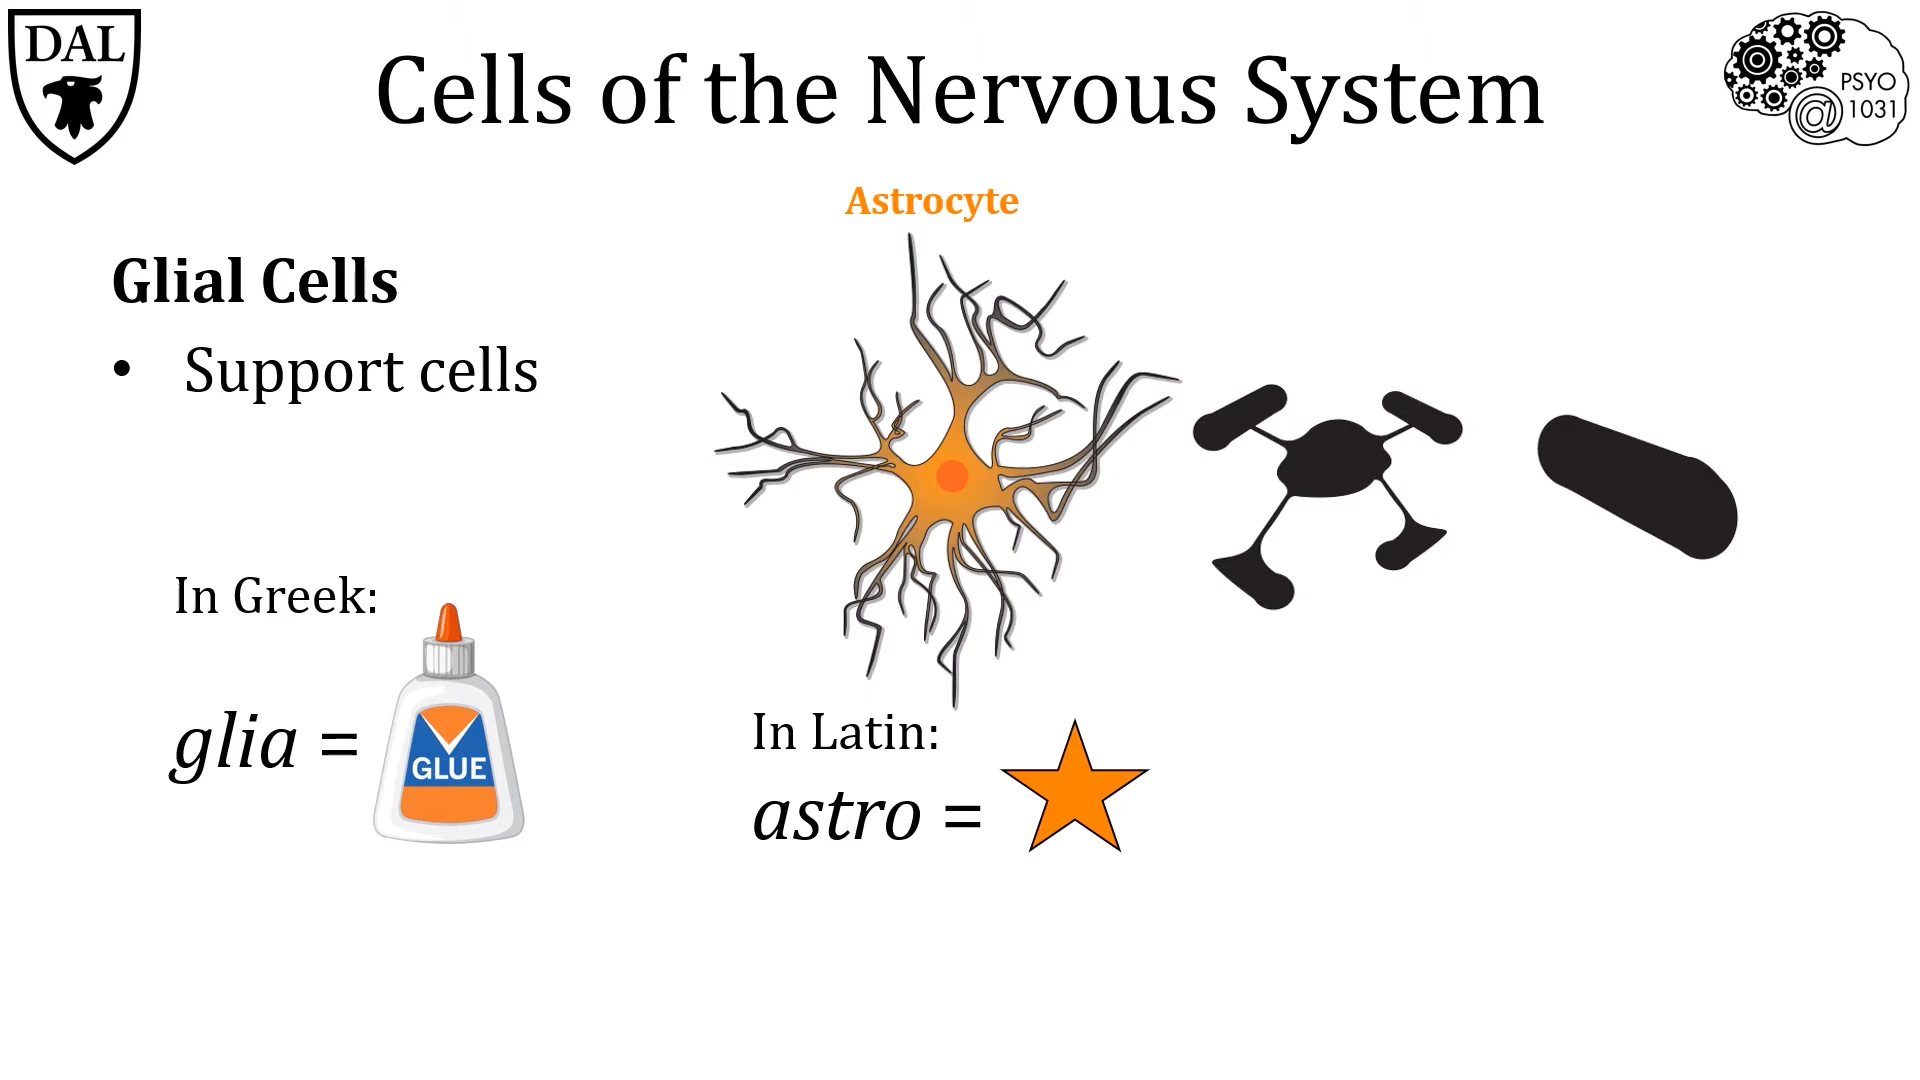 DAL
Cells of the Nervous System
PSYO
@ 1031
Astrocyte
Glial Cells
• Support cells
In Greek:
glia =
GLUE
In Latin:
astro =